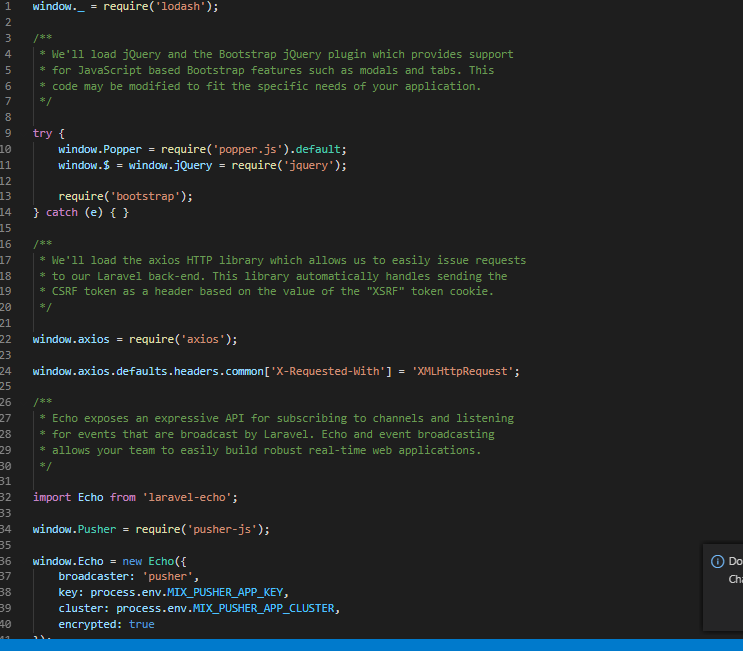 1 window._ = require('lodash');
2
3 /**
4  * We'll load jQuery and the Bootstrap jQuery plugin which provides support
5  * for JavaScript based Bootstrap features such as modals and tabs. This
6  * code may be modified to fit the specific needs of your application.
7  */
8
9 try {
10     window.Popper = require('popper.js').default;
11     window.$ = window.jQuery = require('jquery');
12
13     require('bootstrap');
14 } catch (e) { }
15
16 /**
17  * We'll load the axios HTTP library which allows us to easily issue requests
18  * to our Laravel back-end. This library automatically handles sending the
19  * CSRF token as a header based on the value of the "XSRF" token cookie.
20  */
21
22 window.axios = require('axios');
23
24 window.axios.defaults.headers.common['X-Requested-With'] = 'XMLHttpRequest';
25
26 /**
27  * Echo exposes an expressive API for subscribing to channels and listening
28  * for events that are broadcast by Laravel. Echo and event broadcasting
29  * allows your team to easily build robust real-time web applications.
30  */
31
32 import Echo from 'laravel-echo';
33
34 window.Pusher = require('pusher-js');
35
36 window.Echo = new Echo({
37     broadcaster: 'pusher',
38     key: process.env.MIX_PUSHER_APP_KEY,
39     cluster: process.env.MIX_PUSHER_APP_CLUSTER,
40     encrypted: true
41 });
Do
Cha